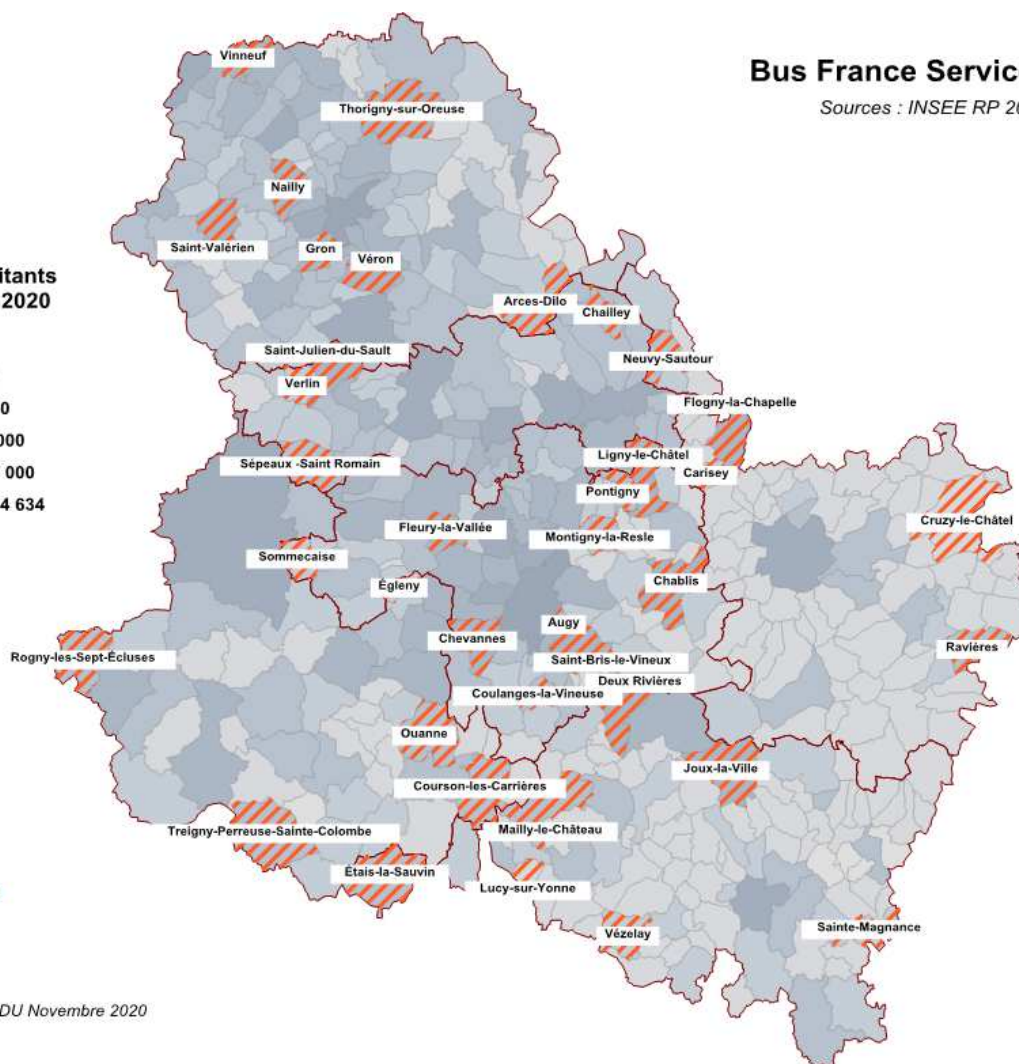 Bus France Service
Sources : INSEE RP 20
Vinneuf
Thorigny-sur-Oreuse
Nailly
Saint-Valérien
Gron
Véron
itants
2020
Arces-Dilo
Chailley
Saint-Julien-du-Sault
Neuvy-Sautour
Verlin
Flogny-la-Chapelle
0
000
Ligny-le-Châtel
Sépeaux -Saint Romain
000
Carisey
Pontigny
4 634
Cruzy-le-Châtel
Fleury-la-Vallée
Montigny-la-Resle
Sommecaise
Chablis
Égleny
Augy
Chevannes
Ravières
Rogny-les-Sept-Écluses
Saint-Bris-le-Vineux
Deux Rivières
Coulanges-la-Vineuse
Ouanne
Joux-la-Ville
Courson-les-Carrières
Treigny-Perreuse-Sainte-Colombe
Mailly-le-Château
Étais-la-Sauvin
Lucy-sur-Yonne
Sainte-Magnance
Vézelay
DU Novembre 2020